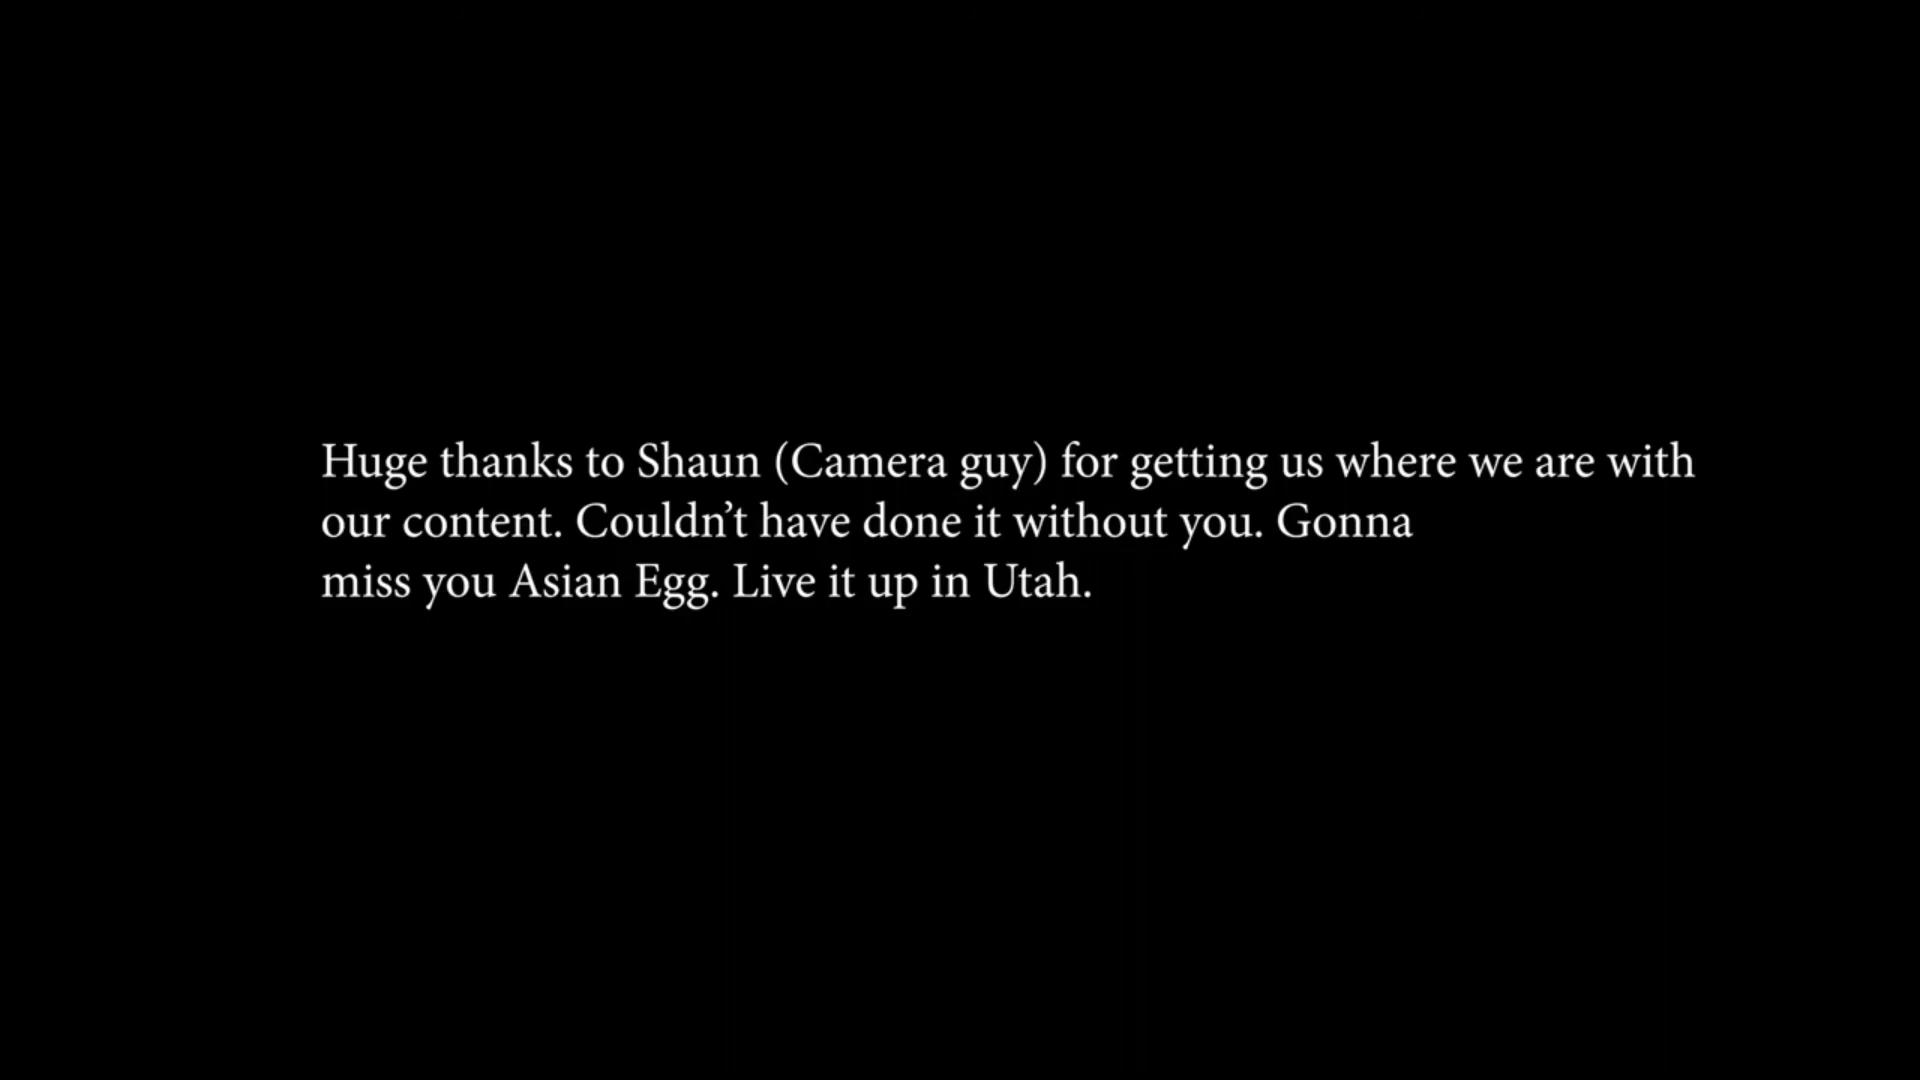 Huge thanks to Shaun (Camera guy) for getting us where we are with
our content. Couldn’t have done it without you. Gonna
miss you Asian Egg. Live it up in Utah.